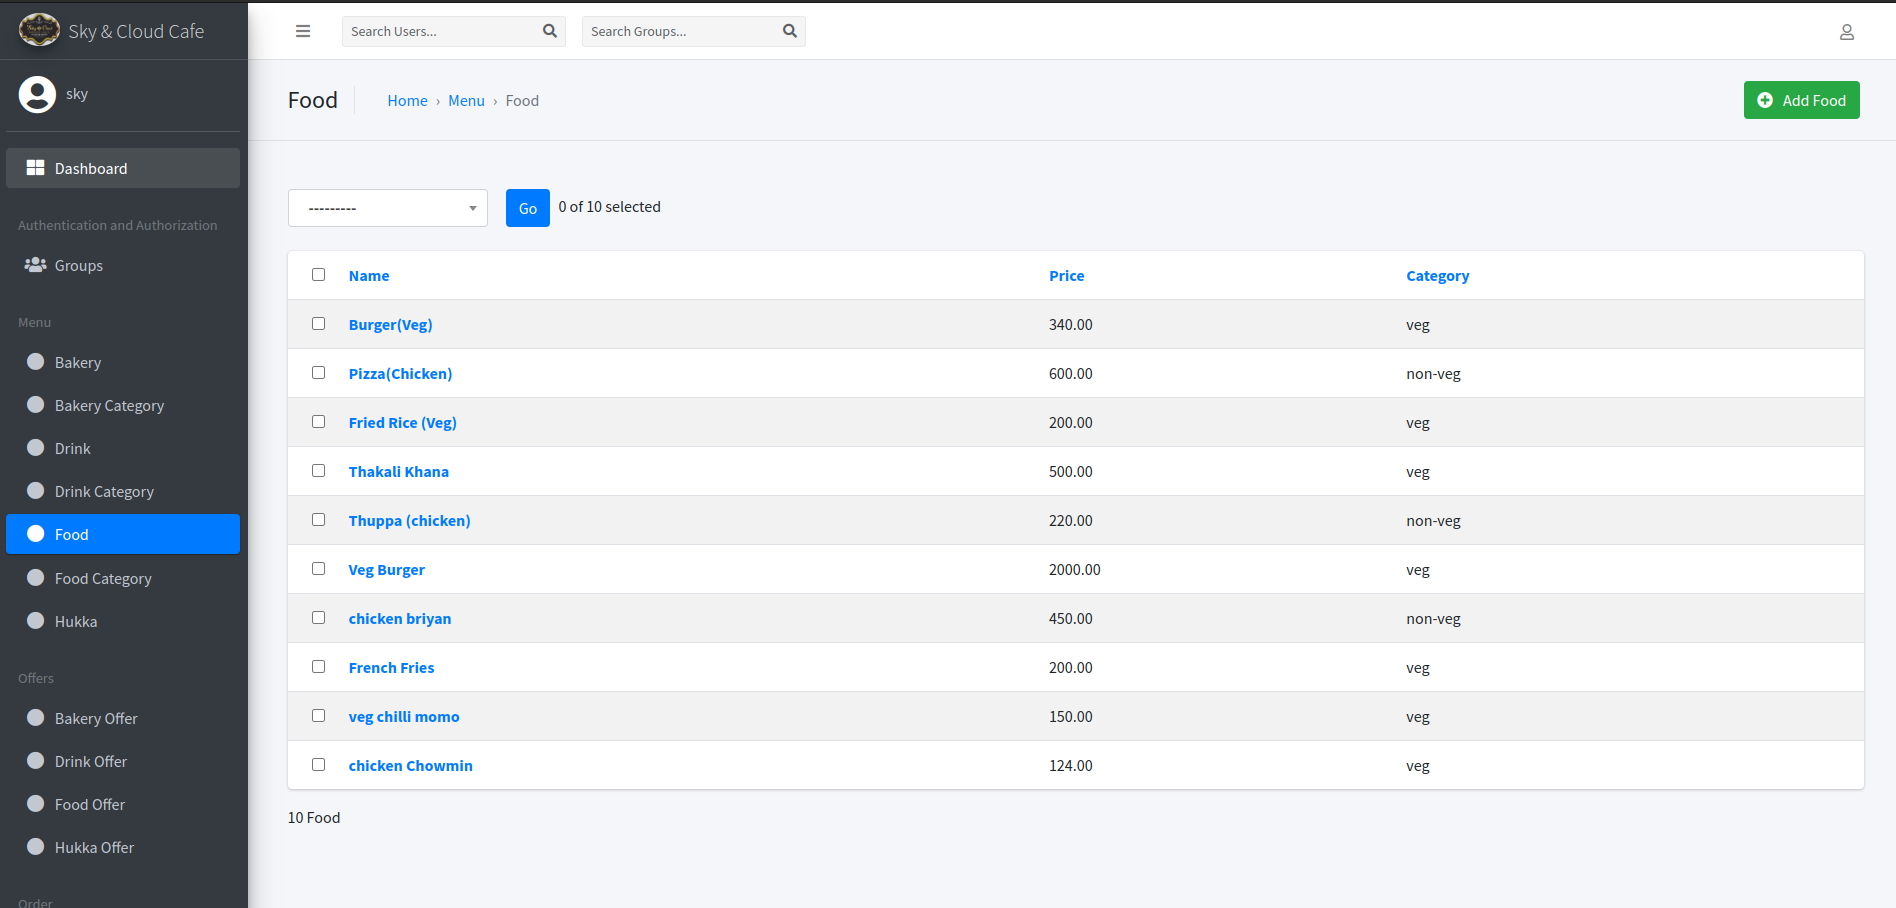 Sky & Cloud Cafe
Search Users...
Search Groups...
sky
Food
Home › Menu › Food
Add Food
Dashboard
Authentication and Authorization
Groups
Menu
Bakery
Bakery Category
Drink
Drink Category
Food
Food Category
Hukka
Offers
Bakery Offer
Drink Offer
Food Offer
Hukka Offer
Order
---------
Go
0 of 10 selected
Name Price Category
Burger(Veg) 340.00 veg
Pizza(Chicken) 600.00 non-veg
Fried Rice (Veg) 200.00 veg
Thakali Khana 500.00 veg
Thuppa (chicken) 220.00 non-veg
Veg Burger 2000.00 veg
chicken briyan 450.00 non-veg
French Fries 200.00 veg
veg chilli momo 150.00 veg
chicken Chowmin 124.00 veg
10 Food